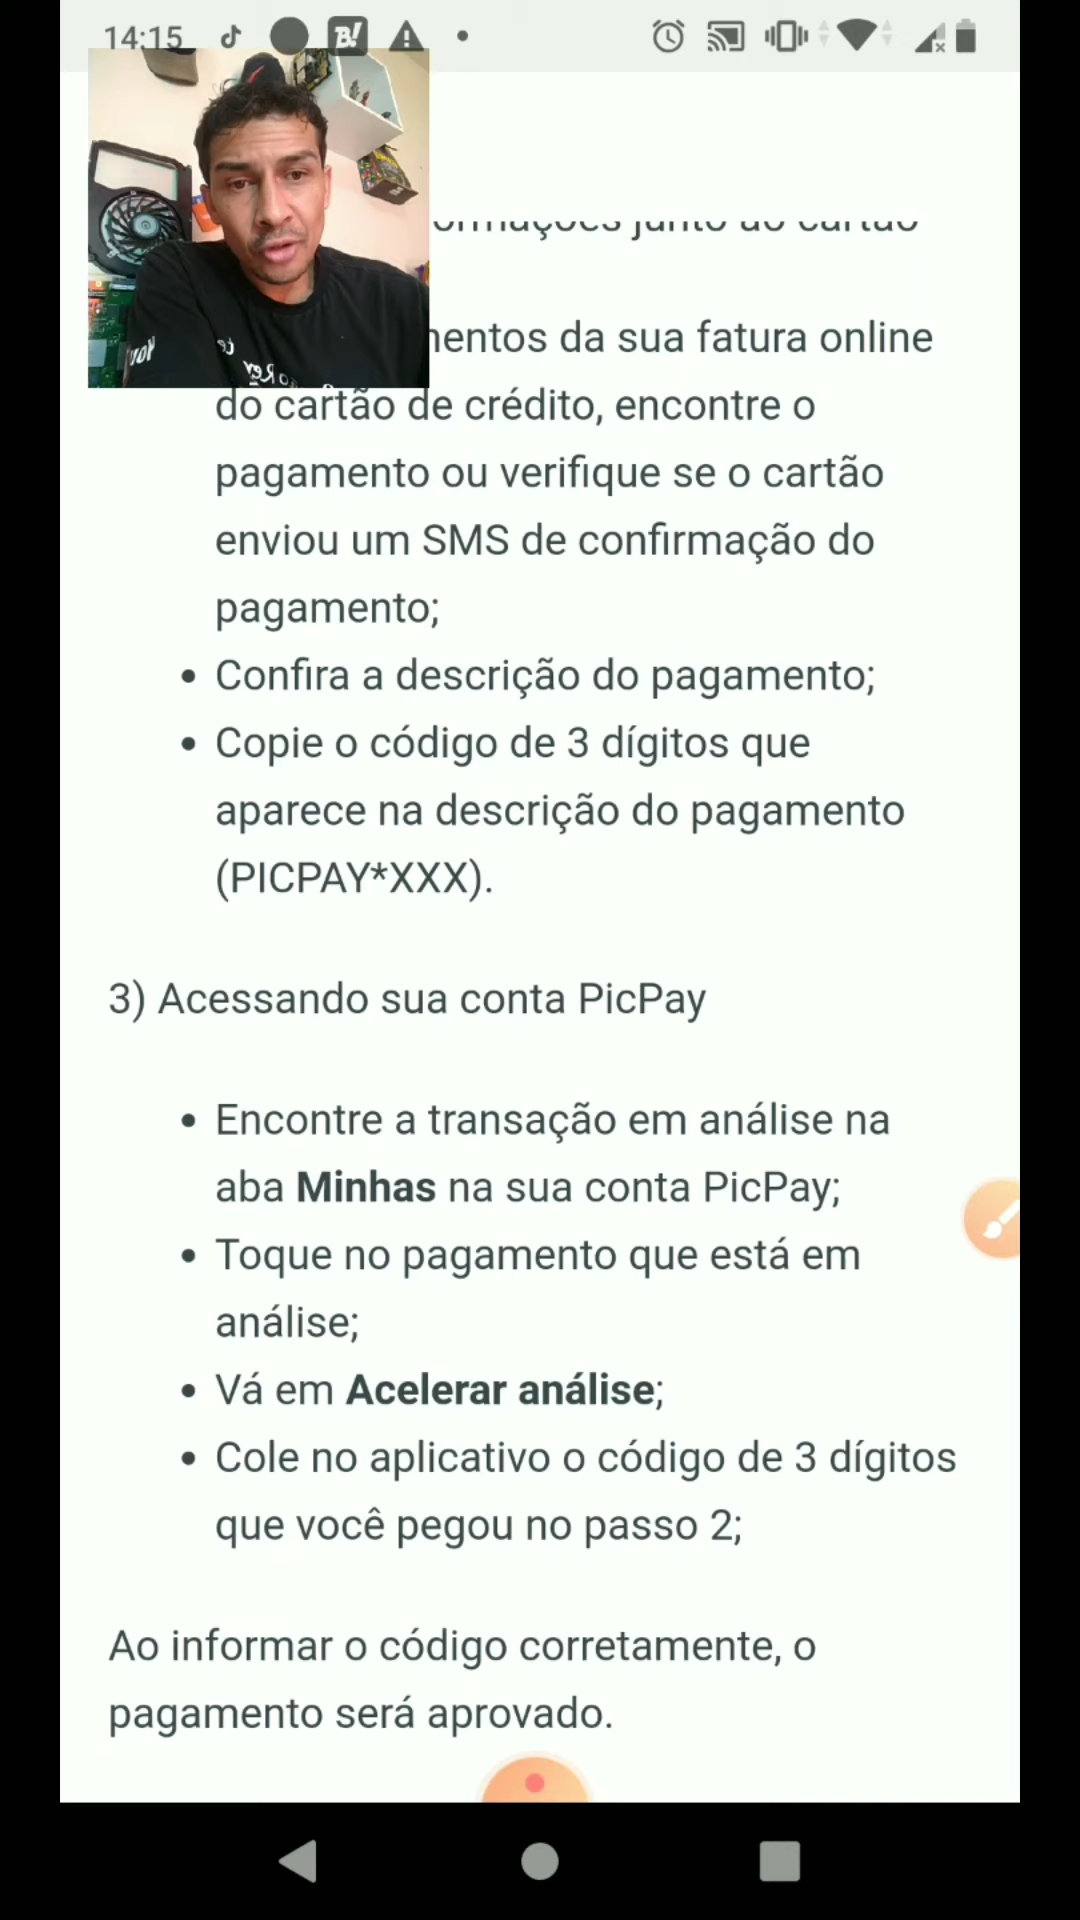 14:15
B!
do cartão
da sua fatura online
do cartão de crédito, encontre o
pagamento ou verifique se o cartão
enviou um SMS de confirmação do
pagamento;
• Confira a descrição do pagamento;
• Copie o código de 3 dígitos que
aparece na descrição do pagamento
(PICPAY*XXX).
3) Acessando sua conta PicPay
• Encontre a transação em análise na
aba Minhas na sua conta PicPay;
• Toque no pagamento que está em
análise;
• Vá em Acelerar análise;
• Cole no aplicativo o código de 3 dígitos
que você pegou no passo 2;
Ao informar o código corretamente, o
pagamento será aprovado.